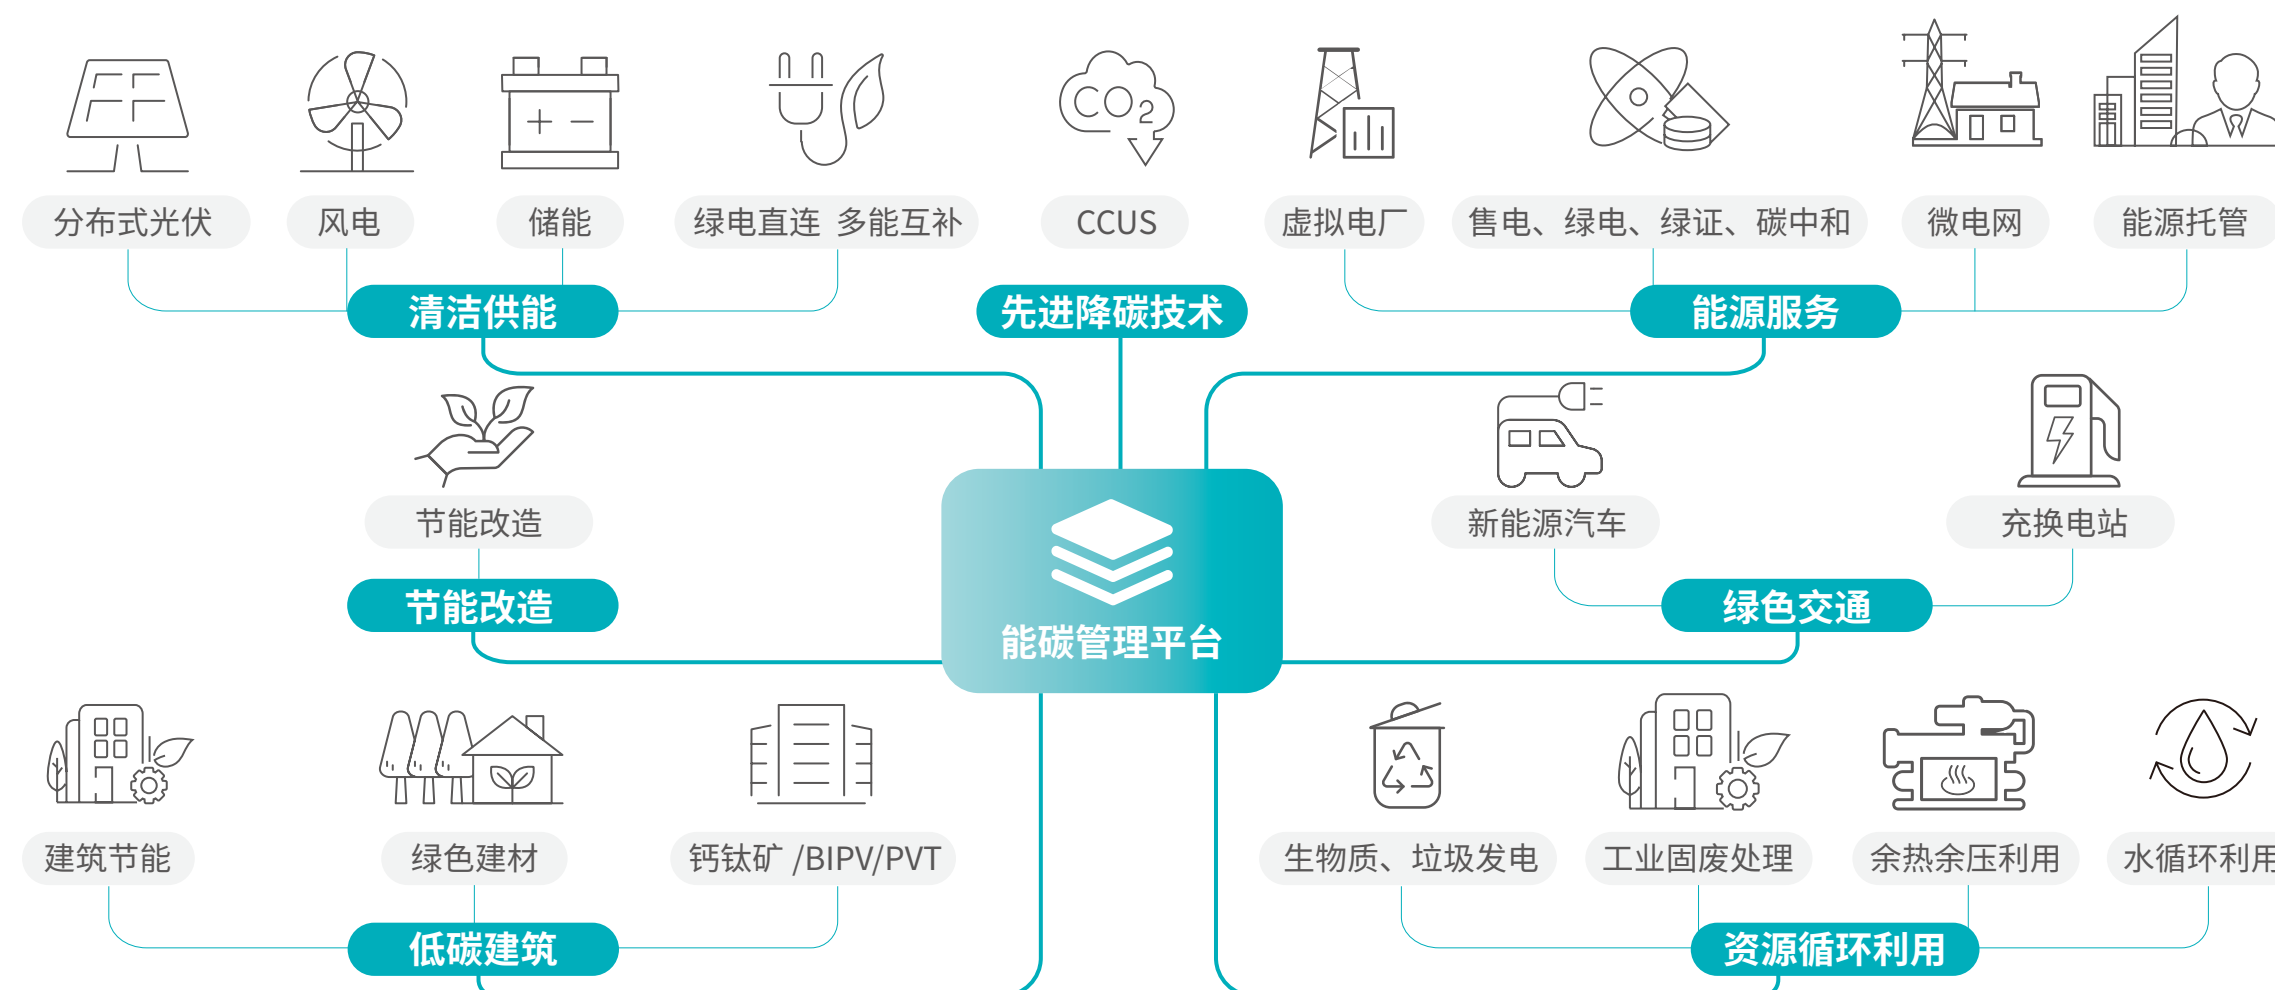 CO2
分布式光伏
风电
储能
绿电直连 多能互补
CCUS
虚拟电厂
售电、绿电、绿证、碳中和
微电网
能源托管
清洁供能
先进降碳技术
能源服务
节能改造
新能源汽车
充换电站
节能改造
绿色交通
能碳管理平台
建筑节能
绿色建材
钙钛矿 /BIPV/PVT
生物质、垃圾发电
工业固废处理
余热余压利用
水循环利用
低碳建筑
资源循环利用